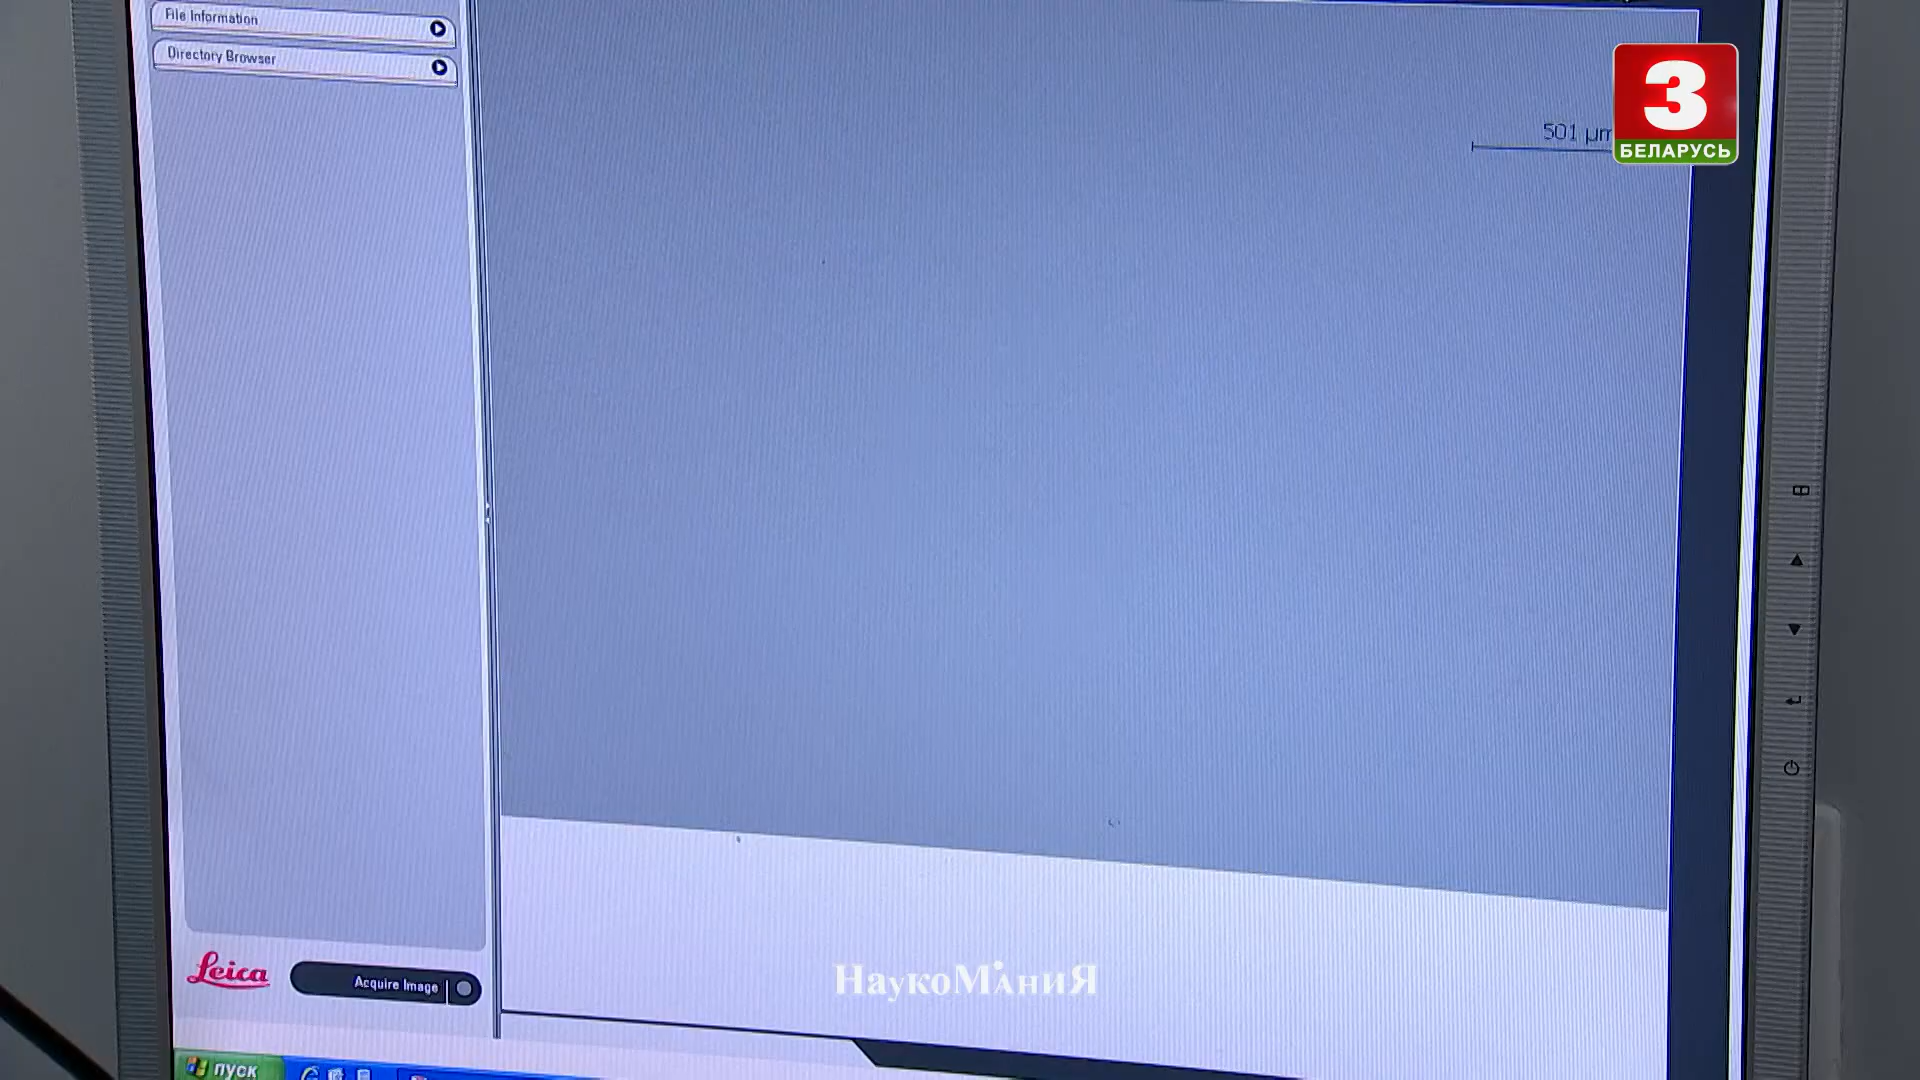 File Information
Directory Browser
501 µm
3
БЕЛАРУСЬ
Leica
Acquire Image
НаукоМАниЯ
пуск